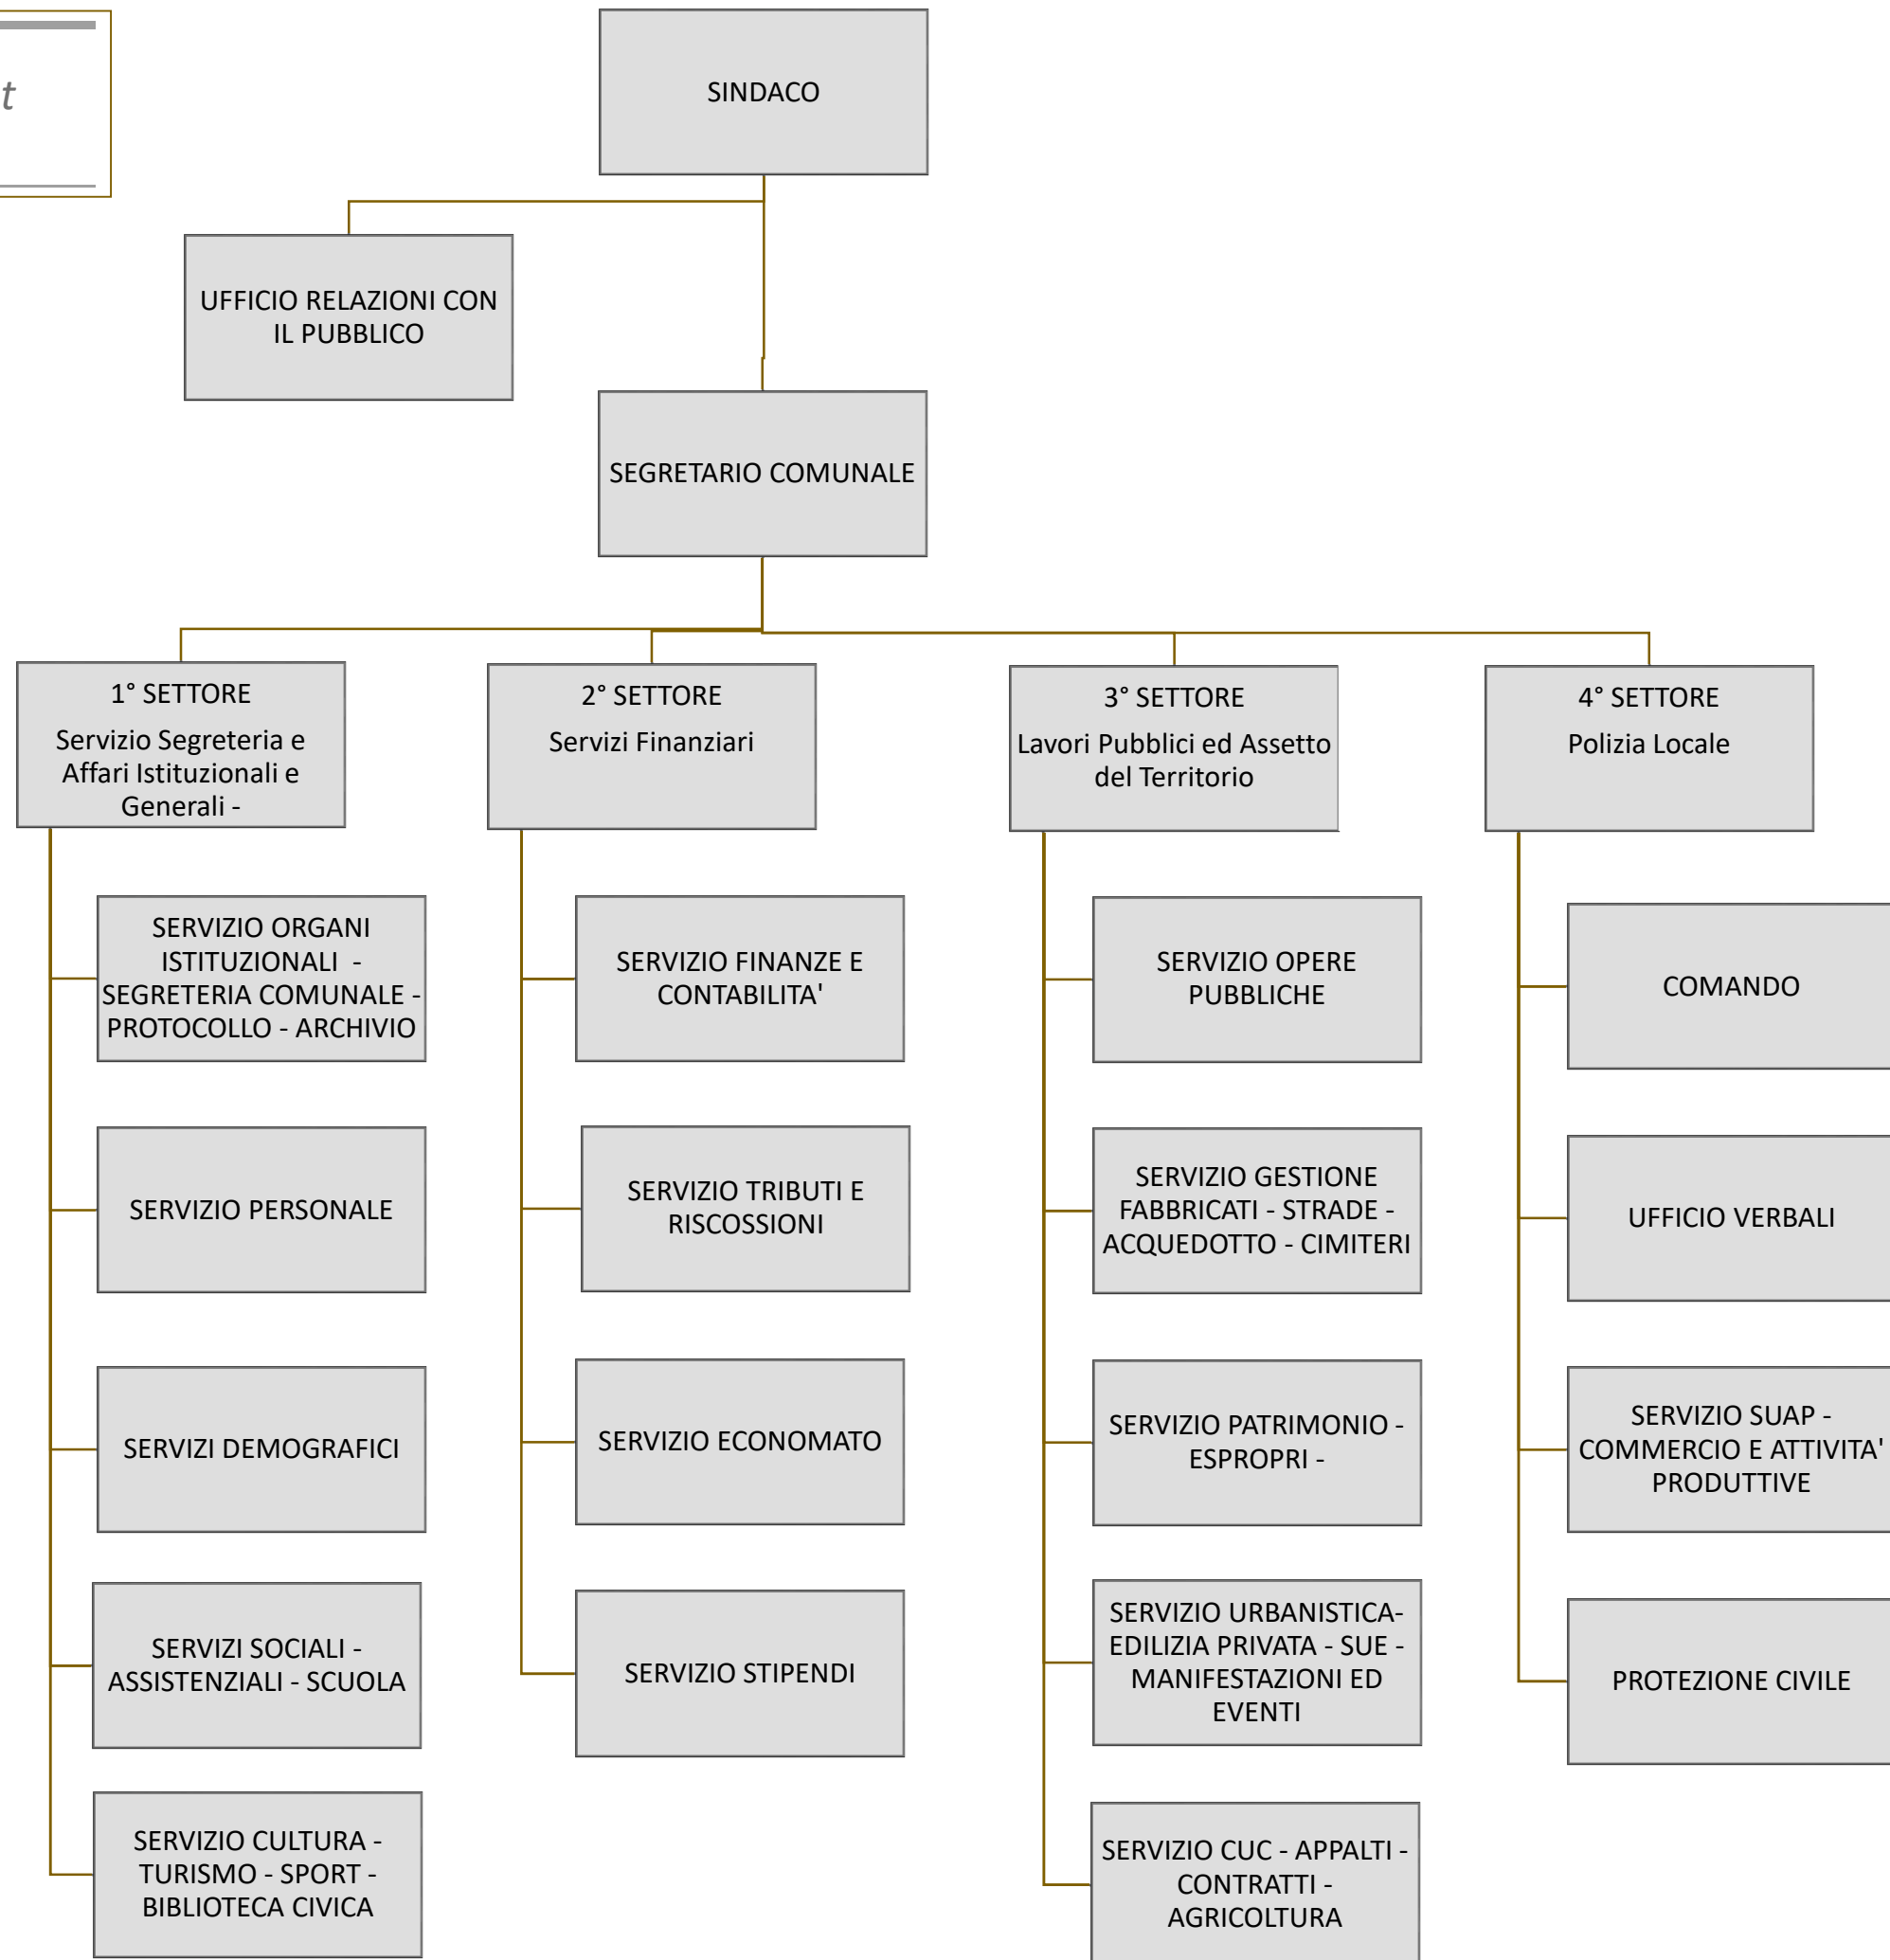 t
SINDACO
UFFICIO RELAZIONI CON
IL PUBBLICO
SEGRETARIO COMUNALE
1° SETTORE
Servizio Segreteria e
Affari Istituzionali e
Generali -
2° SETTORE
Servizi Finanziari
3° SETTORE
Lavori Pubblici ed Assetto
del Territorio
4° SETTORE
Polizia Locale
SERVIZIO ORGANI
ISTITUZIONALI  -
SEGRETERIA COMUNALE -
PROTOCOLLO - ARCHIVIO
SERVIZIO PERSONALE
SERVIZI DEMOGRAFICI
SERVIZI SOCIALI -
ASSISTENZIALI - SCUOLA
SERVIZIO CULTURA -
TURISMO - SPORT -
BIBLIOTECA CIVICA
SERVIZIO FINANZE E
CONTABILITA'
SERVIZIO TRIBUTI E
RISCOSSIONI
SERVIZIO ECONOMATO
SERVIZIO STIPENDI
SERVIZIO OPERE
PUBBLICHE
SERVIZIO GESTIONE
FABBRICATI - STRADE -
ACQUEDOTTO - CIMITERI
SERVIZIO PATRIMONIO -
ESPROPRI -
SERVIZIO URBANISTICA-
EDILIZIA PRIVATA - SUE -
MANIFESTAZIONI ED
EVENTI
SERVIZIO CUC - APPALTI -
CONTRATTI -
AGRICOLTURA
COMANDO
UFFICIO VERBALI
SERVIZIO SUAP -
COMMERCIO E ATTIVITA'
PRODUTTIVE
PROTEZIONE CIVILE